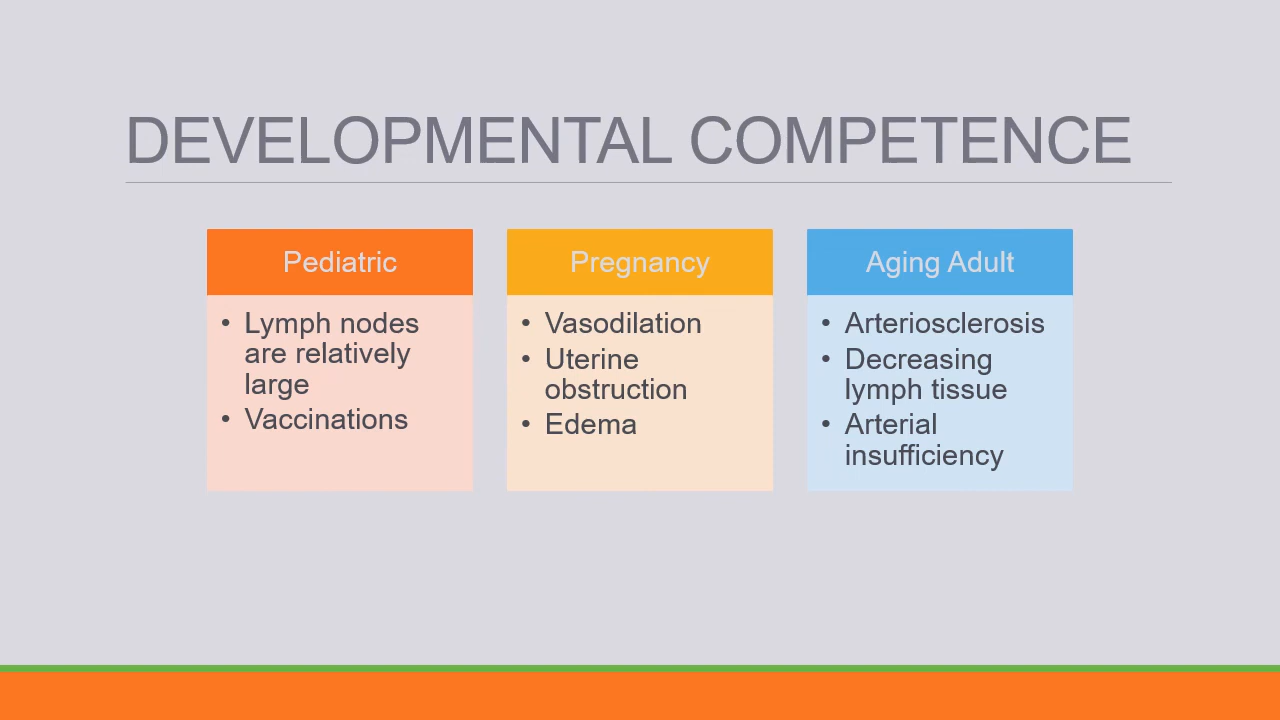 DEVELOPMENTAL COMPETENCE
Pediatric
• Lymph nodes
are relatively
large
• Vaccinations
Pregnancy
• Vasodilation
• Uterine
obstruction
• Edema
Aging Adult
• Arteriosclerosis
• Decreasing
lymph tissue
• Arterial
insufficiency